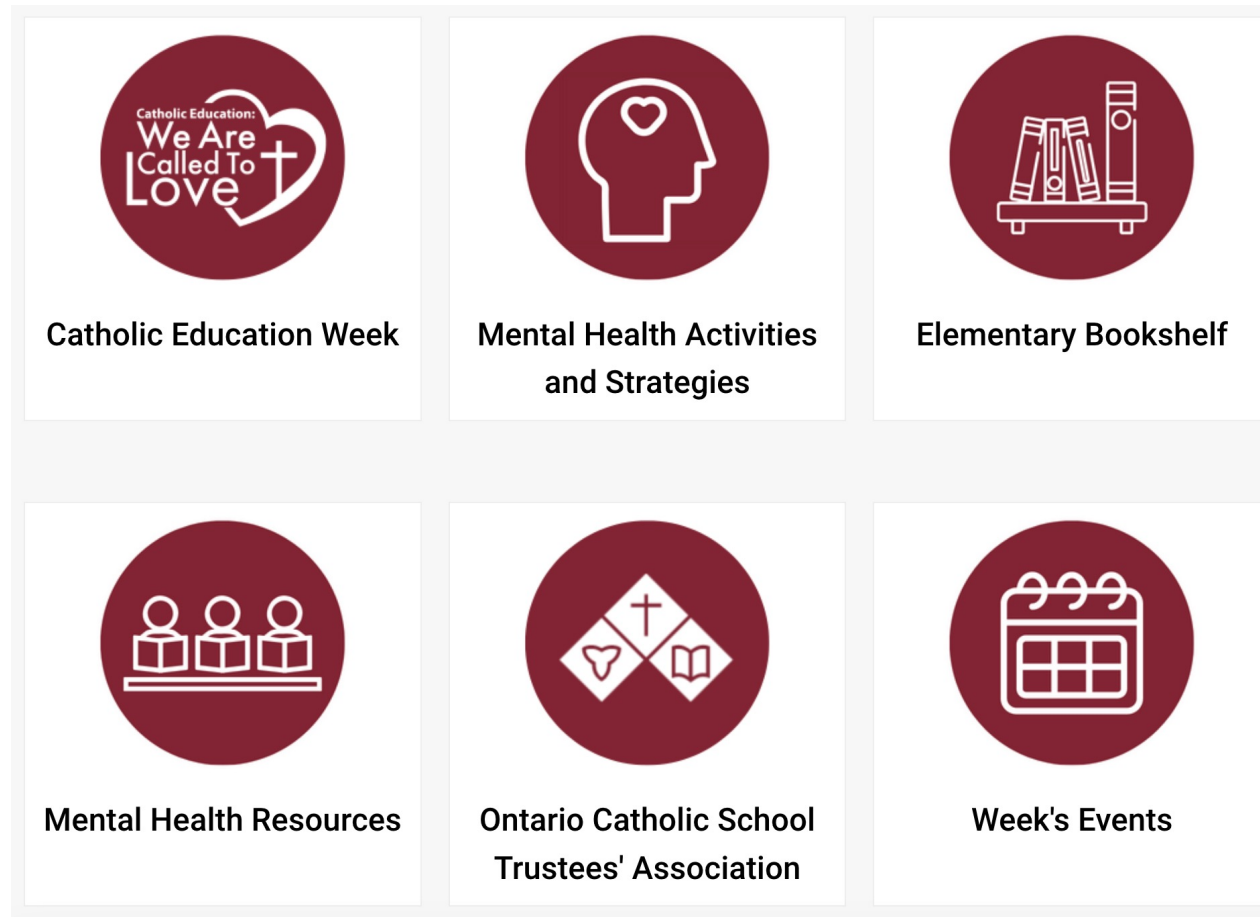 Catholic Education:
We Are
Called To
Love
Catholic Education Week
Mental Health Activities
and Strategies
Elementary Bookshelf
Mental Health Resources
Ontario Catholic School
Trustees' Association
Week's Events